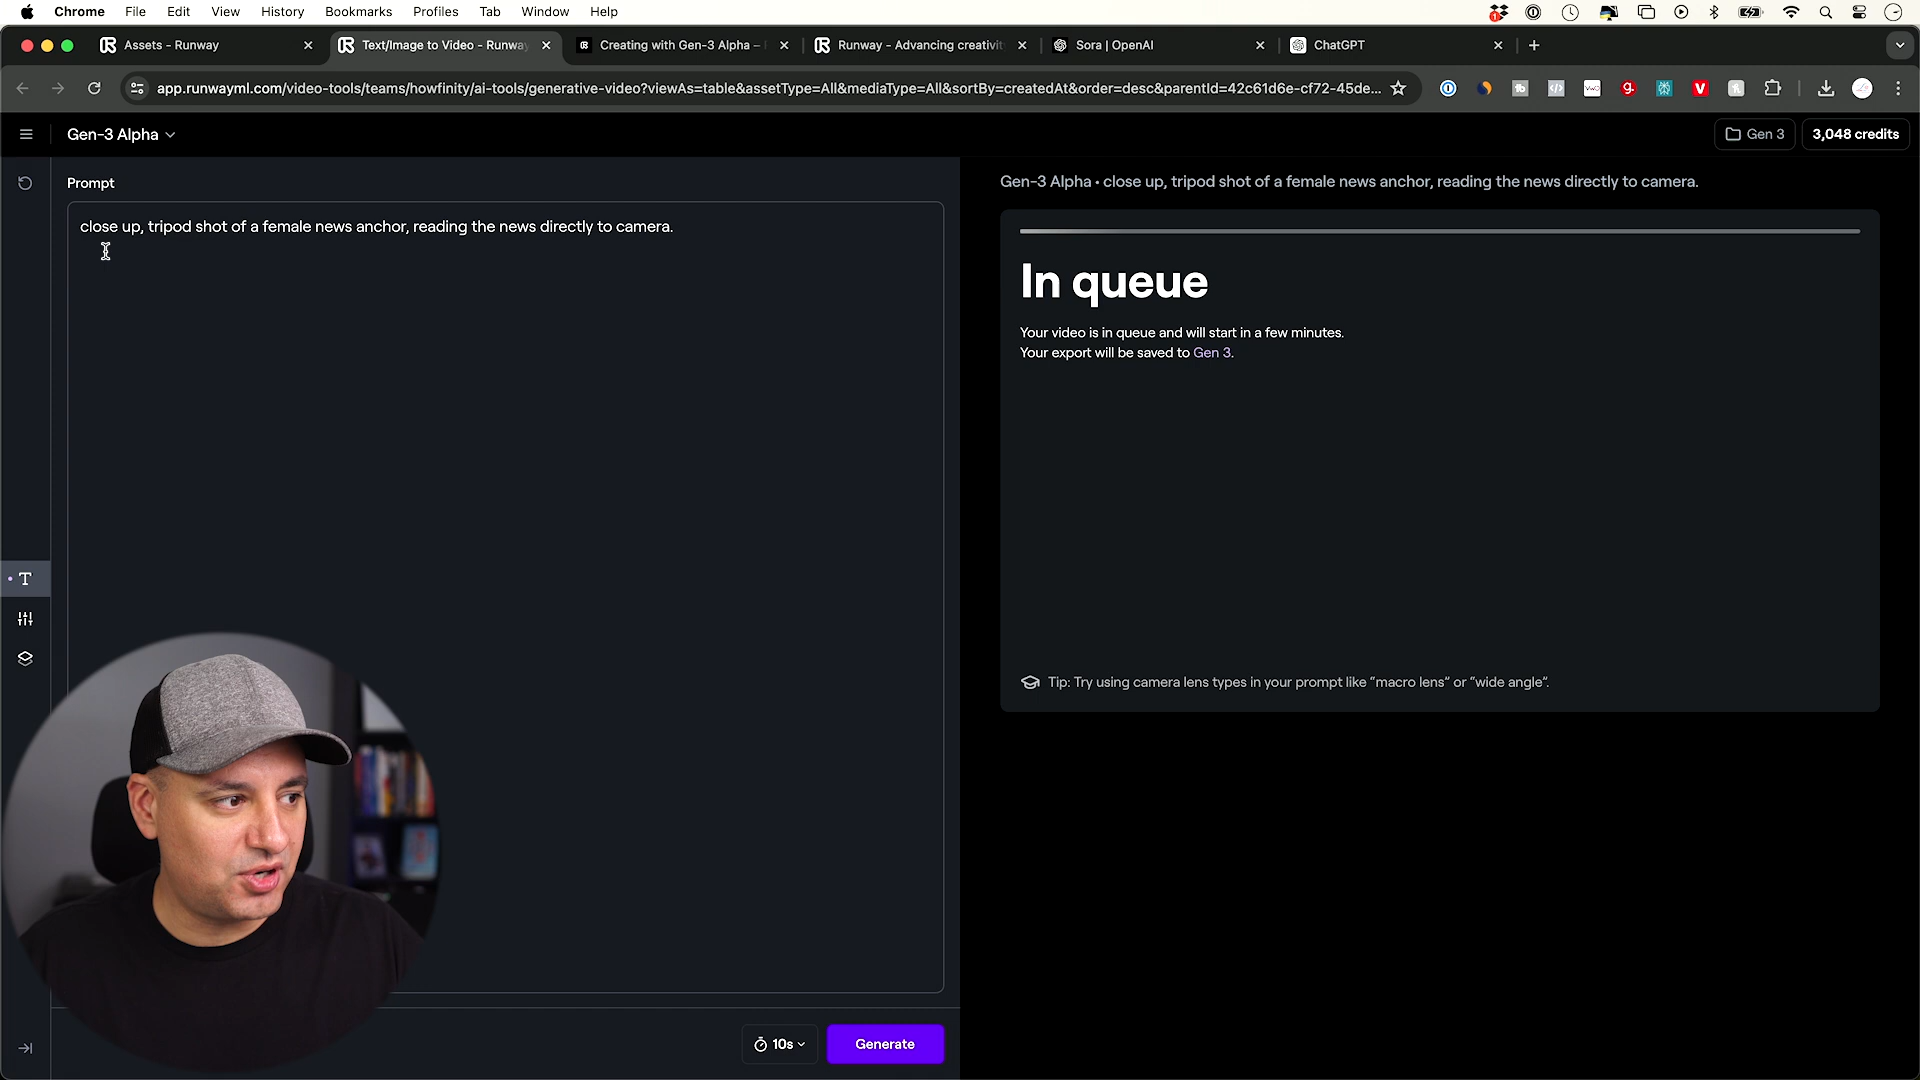 Chrome File Edit View History Bookmarks Profiles Tab Window Help
Assets - Runway
Text/Image to Video - Runway
Creating with Gen-3 Alpha –
Runway - Advancing creativit
Sora | OpenAI
ChatGPT
app.runwayml.com/video-tools/teams/howfinity/ai-tools/generative-video?viewAs=table&assetType=All&mediaType=All&sortBy=createdAt&order=desc&parentId=42c61d6e-cf72-45de...
Gen-3 Alpha
Gen 3
3,048 credits
Prompt
close up, tripod shot of a female news anchor, reading the news directly to camera.
Gen-3 Alpha • close up, tripod shot of a female news anchor, reading the news directly to camera.
In queue
Your video is in queue and will start in a few minutes.
Your export will be saved to Gen 3.
Tip: Try using camera lens types in your prompt like “macro lens” or “wide angle”.
10s
Generate